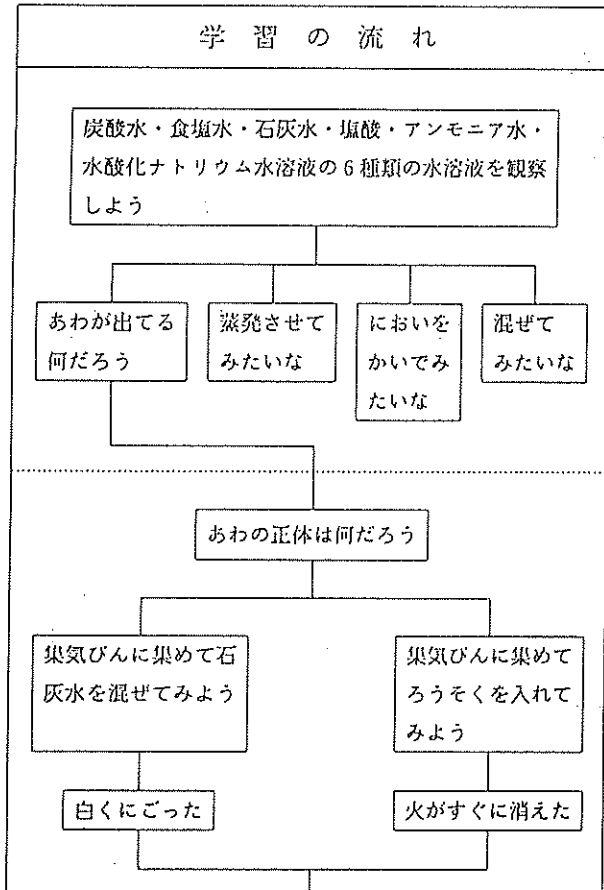 学習の流れ
炭酸水・食塩水・石灰水・塩酸・アンモニア水・
水酸化ナトリウム水溶液の6種類の水溶液を観察
しよう
あわが出てる
何だろう
蒸発させて
みたいな
においを
かいでみ
たいな
混ぜて
みたいな
あわの正体は何だろう
集気びんに集めて石
灰水を混ぜてみよう
集気びんに集めて
ろうそくを入れて
みよう
白くにごった
火がすぐに消えた